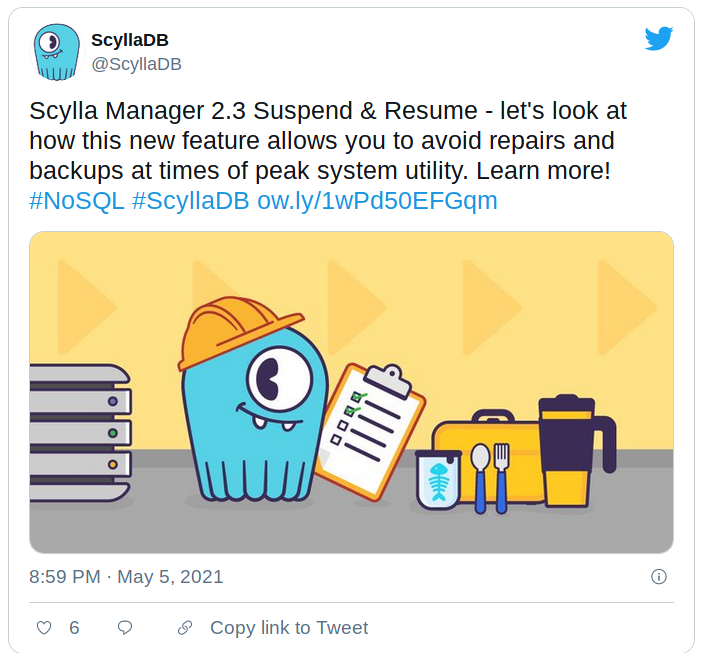 ScyllaDB
@ScyllaDB
Scylla Manager 2.3 Suspend & Resume - let's look at
how this new feature allows you to avoid repairs and
backups at times of peak system utility. Learn more!
#NoSQL #ScyllaDB ow.ly/1wPd50EFGqm
8:59 PM · May 5, 2021
6
Copy link to Tweet